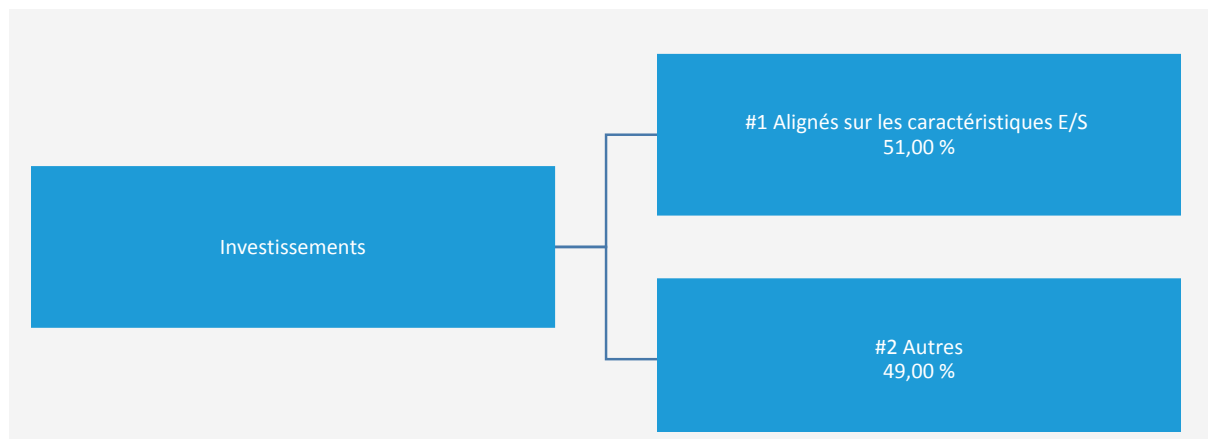 Investissements
#1 Alignés sur les caractéristiques E/S
51,00 %
#2 Autres
49,00 %